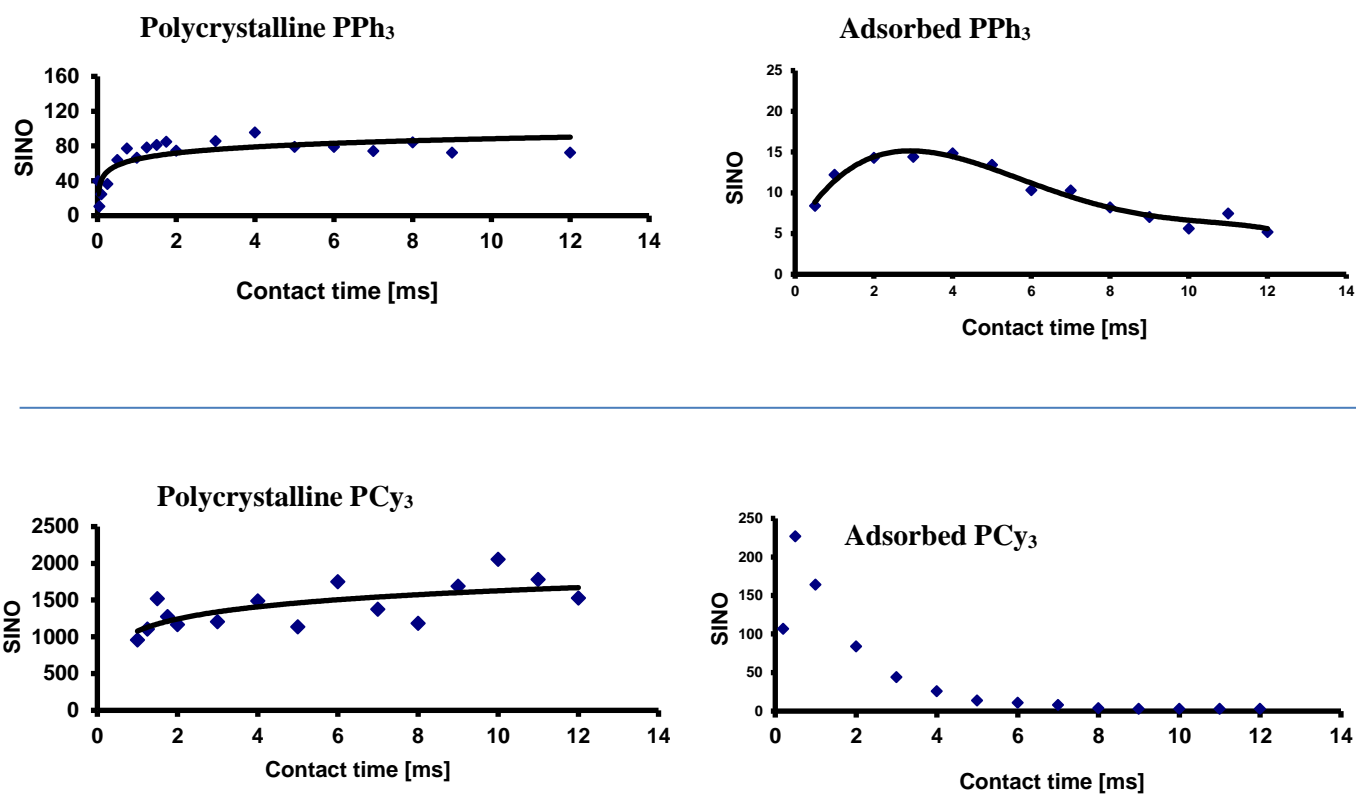 Polycrystalline PPh₃
160
120
80
40
0
SINO
0 2 4 6 8 10 12 14
Contact time [ms]
Adsorbed PPh₃
25
20
15
10
5
0
SINO
0 2 4 6 8 10 12 14
Contact time [ms]
Polycrystalline PCy₃
2500
2000
1500
1000
500
0
SINO
0 2 4 6 8 10 12 14
Contact time [ms]
Adsorbed PCy₃
250
200
150
100
50
0
SINO
0 2 4 6 8 10 12 14
Contact time [ms]